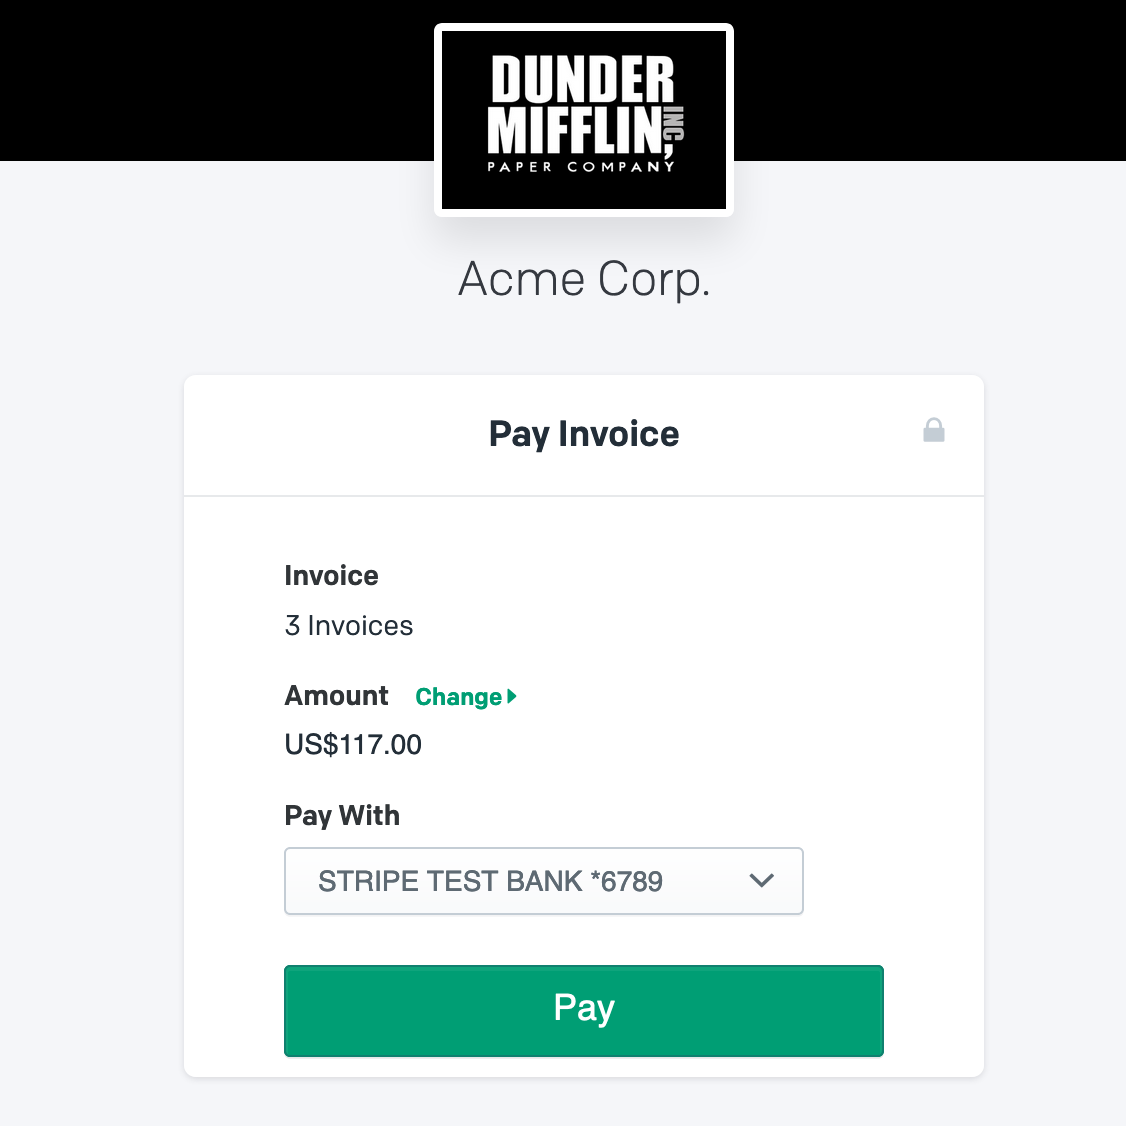 DUNDER
MIFFLIN, INC.
PAPER COMPANY
Acme Corp.
Pay Invoice
Invoice
3 Invoices
Amount Change
US$117.00
Pay With
STRIPE TEST BANK *6789
Pay